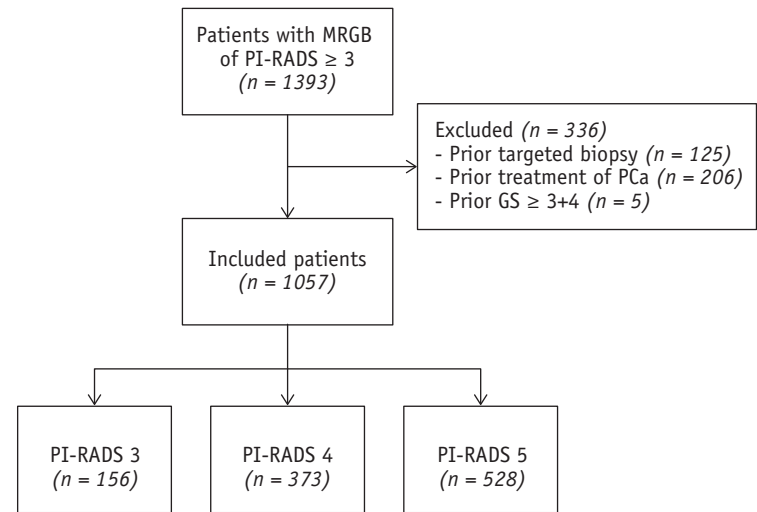 Patients with MRGB
of PI-RADS ≥ 3
(n = 1393)
Excluded (n = 336)
- Prior targeted biopsy (n = 125)
- Prior treatment of PCa (n = 206)
- Prior GS ≥ 3+4 (n = 5)
Included patients
(n = 1057)
PI-RADS 3
(n = 156)
PI-RADS 4
(n = 373)
PI-RADS 5
(n = 528)